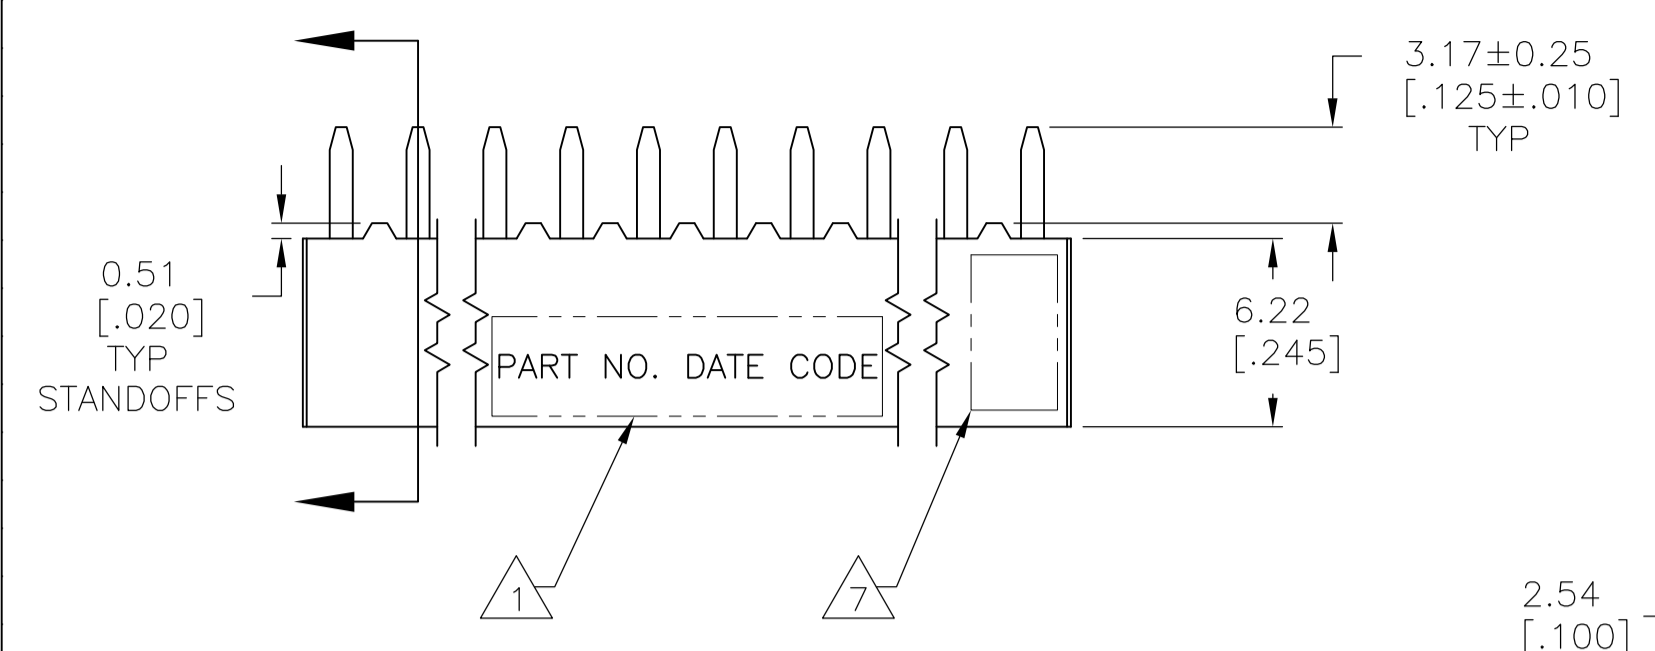 3.17±0.25
[.125±.010]
TYP
0.51
[.020]
TYP
STANDOFFS
6.22
[.245]
PART NO. DATE CODE
1
7
2.54
[.100]